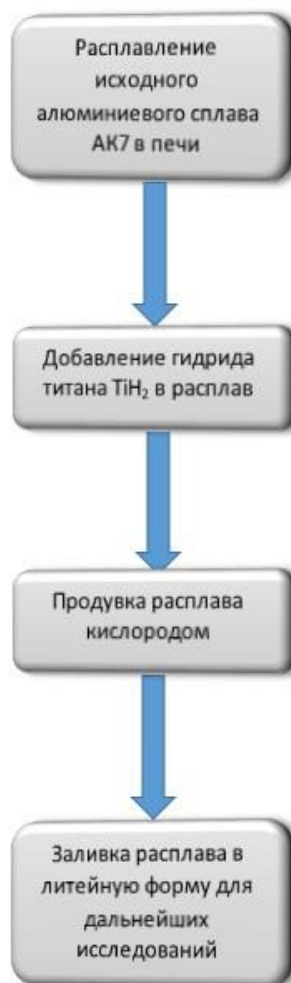 Расплавление
исходного
алюминиевого сплава
АК7 в печи
Добавление гидрида
титана TiH₂ в расплав
Продувка расплава
кислородом
Заливка расплава в
литейную форму для
дальнейших
исследований